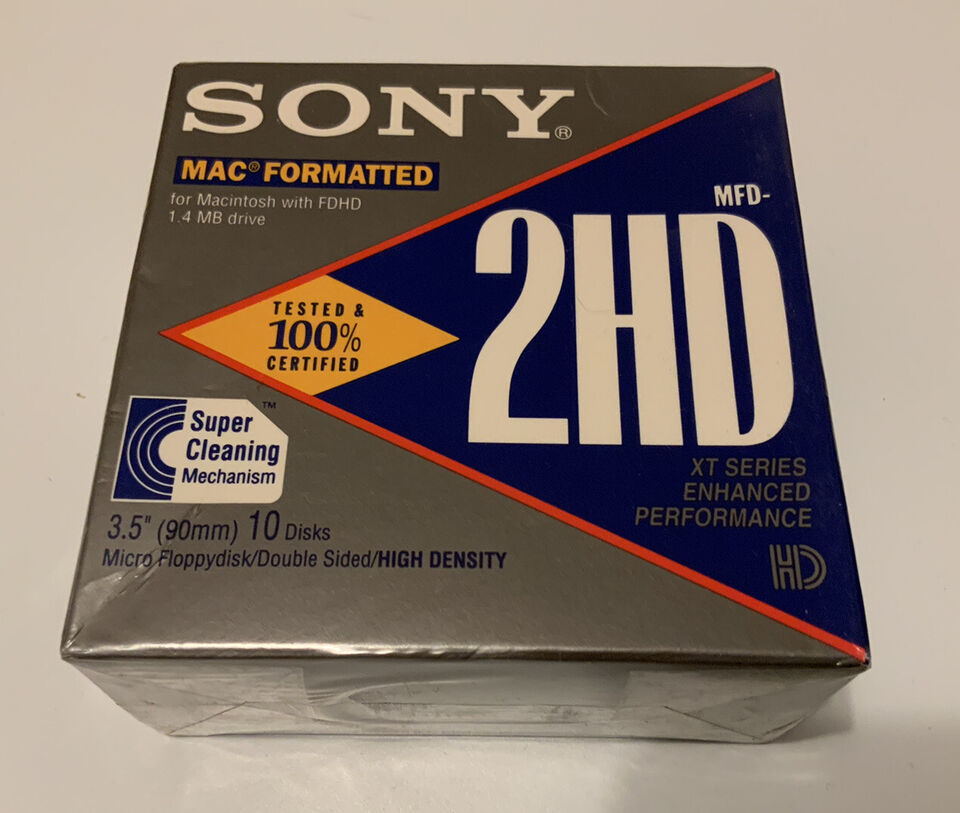 SONY®
MAC® FORMATTED
for Macintosh with FDHD
1.4 MB drive
MFD-
2HD
TESTED &
100%
CERTIFIED
Super
Cleaning
Mechanism
™
XT SERIES
ENHANCED
PERFORMANCE
HD
3.5" (90mm) 10 Disks
Micro Floppydisk/Double Sided/HIGH DENSITY